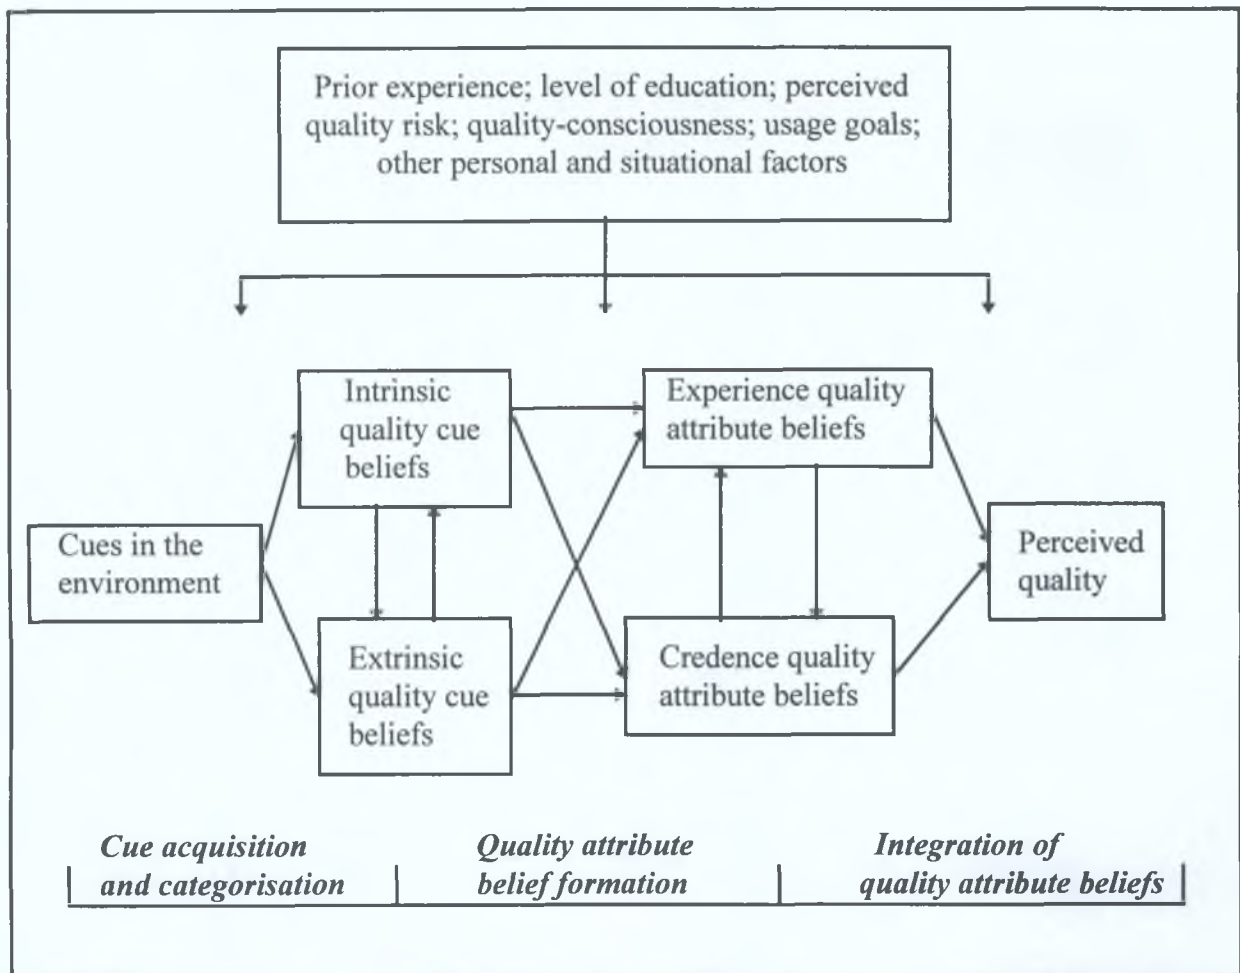 Prior experience; level of education; perceived
quality risk; quality-consciousness; usage goals;
other personal and situational factors
Intrinsic
quality cue
beliefs
Experience quality
attribute beliefs
Cues in the
environment
Perceived
quality
Extrinsic
quality cue
beliefs
Credence quality
attribute beliefs
Cue acquisition
and categorisation
Quality attribute
belief formation
Integration of
quality attribute beliefs